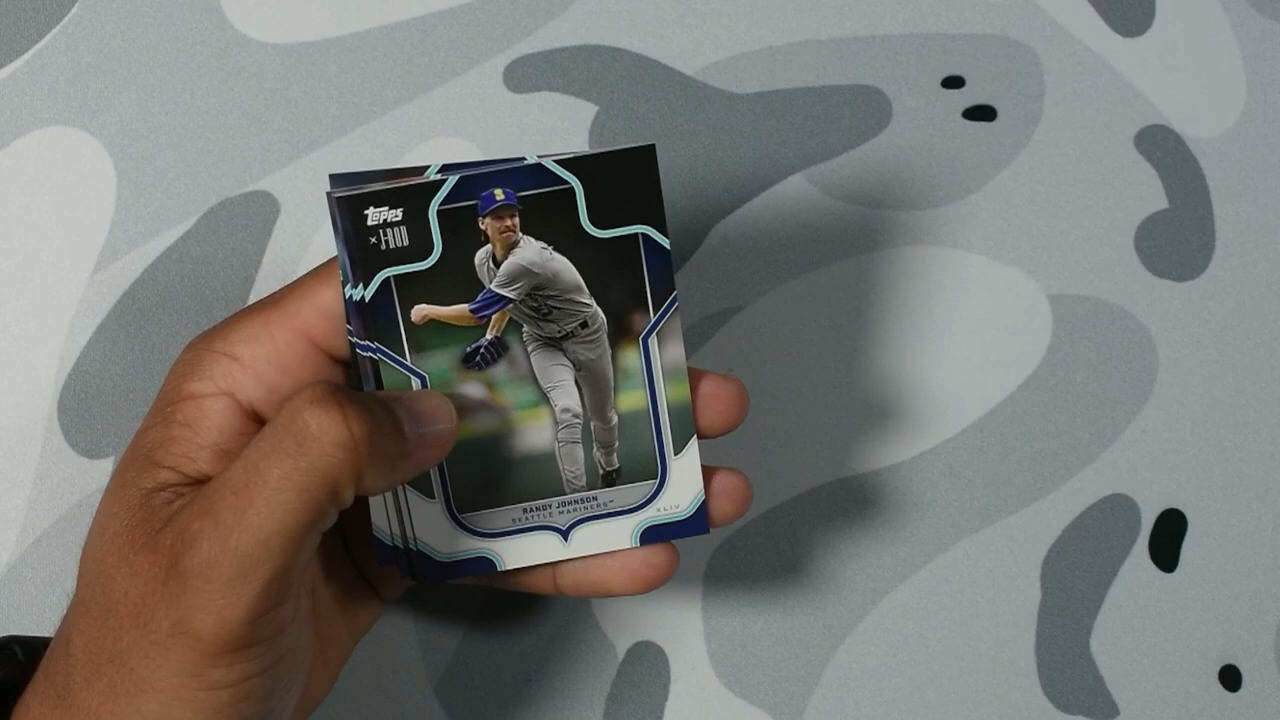 Topps
× J-ROD
S
RANDY JOHNSON
SEATTLE MARINERS™
XLIV